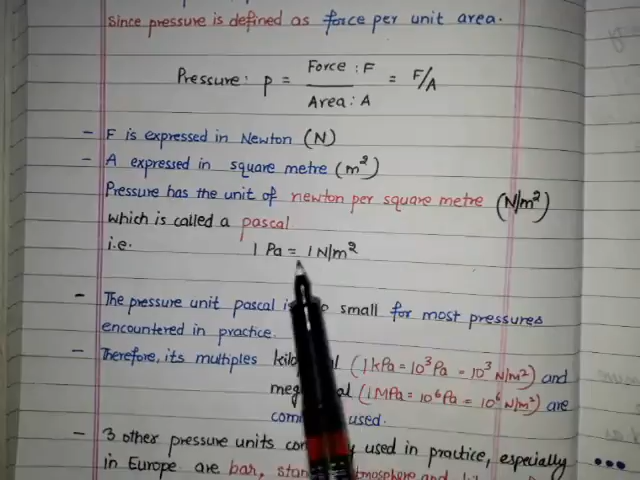 Since pressure is defined as force per unit area.
Pressure: p = Force : F / Area : A = F/A
- F is expressed in Newton (N)
- A expressed in square metre (m²)
Pressure has the unit of newton per square metre (N/m²)
which is called a pascal
i.e. 1 Pa = 1 N/m²
- The pressure unit pascal is small for most pressures
encountered in practice.
- Therefore, its multiples (1 kPa = 10³ Pa = 10³ N/m²) and
(1 MPa = 10⁶ Pa = 10⁶ N/m²) are
used.
- 3 other pressure units used in practice, especially
in Europe are bar, and